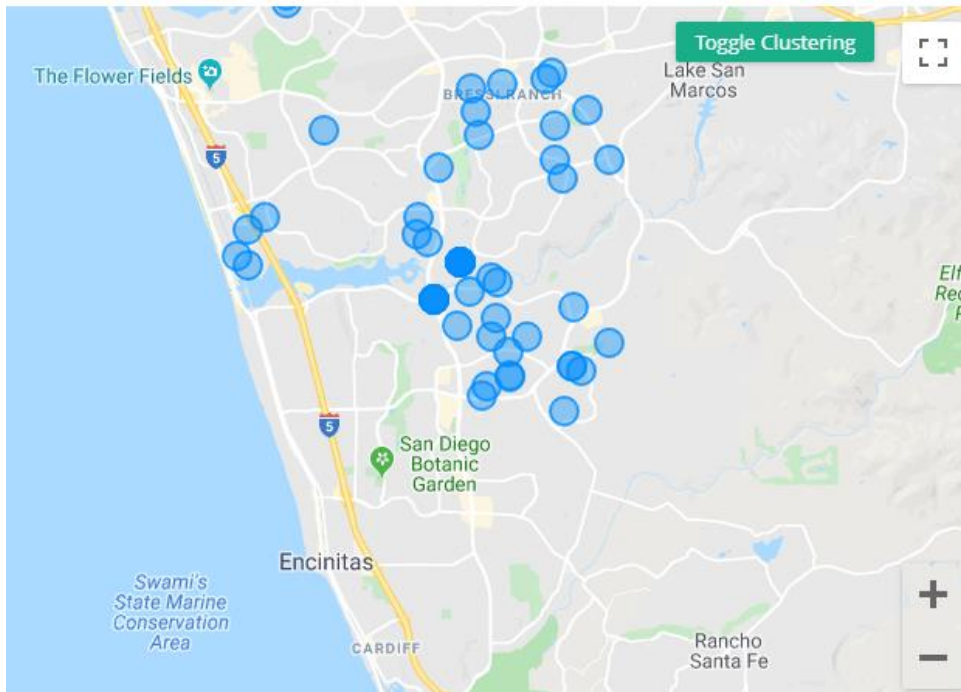 Toggle Clustering
The Flower Fields
Lake San
Marcos
BRESSI RANCH
5
5
San Diego
Botanic
Garden
Encinitas
Swami's
State Marine
Conservation
Area
CARDIFF
Rancho
Santa Fe
+
−